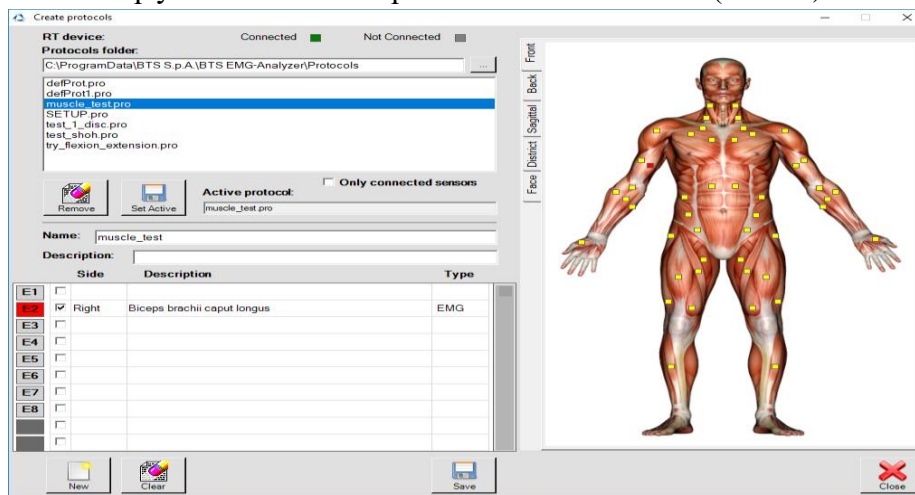 Create protocols
RT device: Connected Not Connected
Protocols folder:
C:\ProgramData\BTS S.p.A.\BTS EMG-Analyzer\Protocols ...
defProt.pro
defProt1.pro
muscle_test.pro
SETUP.pro
test_1_disc.pro
test_shoh.pro
try_flexion_extension.pro
Only connected sensors
Active protocol:
Remove
Set Active
muscle_test.pro
Name: muscle_test
Description:
Side Description Type
E1
E2 Right Biceps brachii caput longus EMG
E3
E4
E5
E6
E7
E8
New
Clear
Save
Front
Back
Sagittal
District
Face
Close